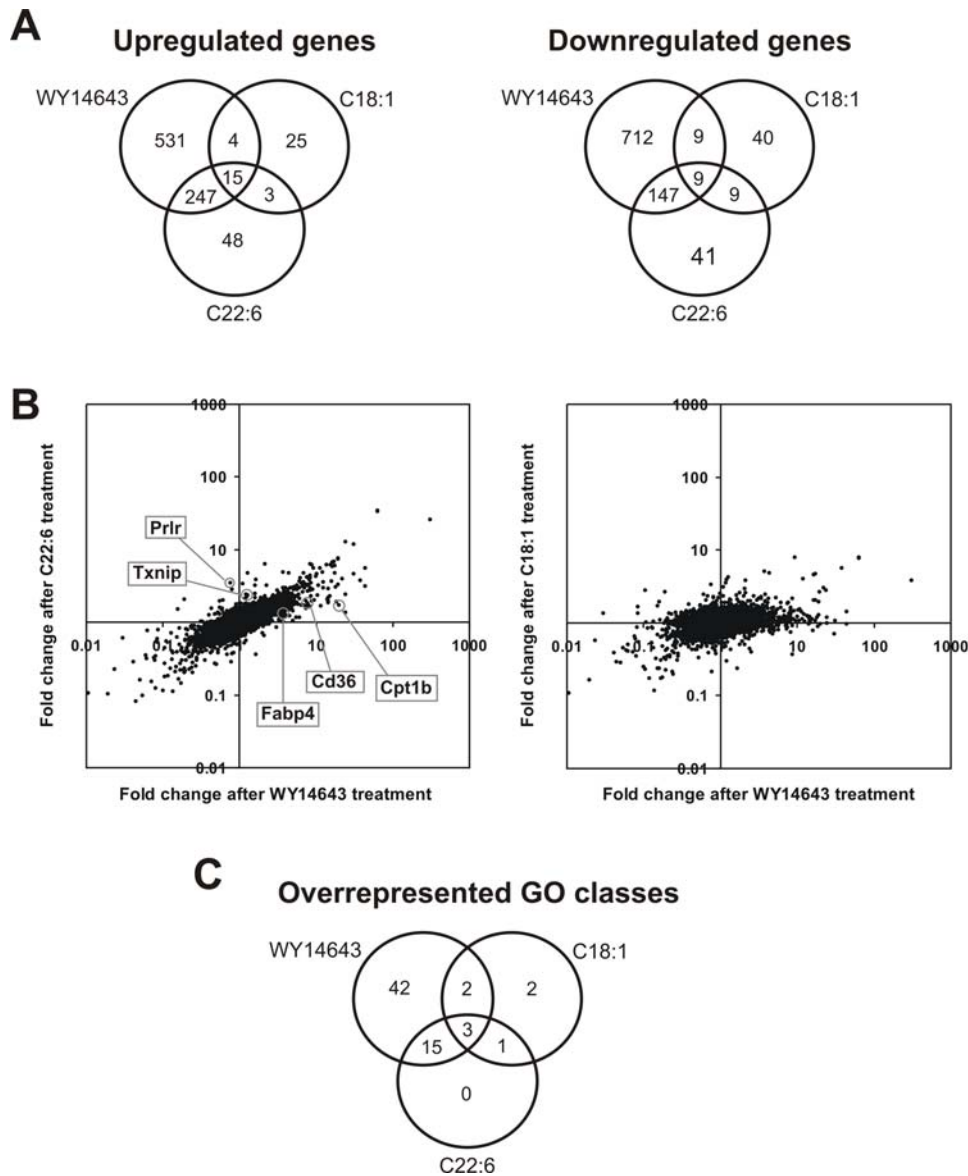 A
Upregulated genes
Downregulated genes
WY14643
C18:1
531
4
25
15
247
3
48
C22:6
WY14643
C18:1
712
9
40
9
147
9
41
C22:6
B
Fold change after C22:6 treatment
1000
100
10
0.01
0.1
10
100
1000
0.1
0.01
Prlr
Txnip
Cd36
Cpt1b
Fabp4
Fold change after WY14643 treatment
Fold change after C18:1 treatment
1000
100
10
0.01
0.1
10
100
1000
0.1
0.01
Fold change after WY14643 treatment
C
Overrepresented GO classes
WY14643
C18:1
42
2
2
3
15
1
0
C22:6